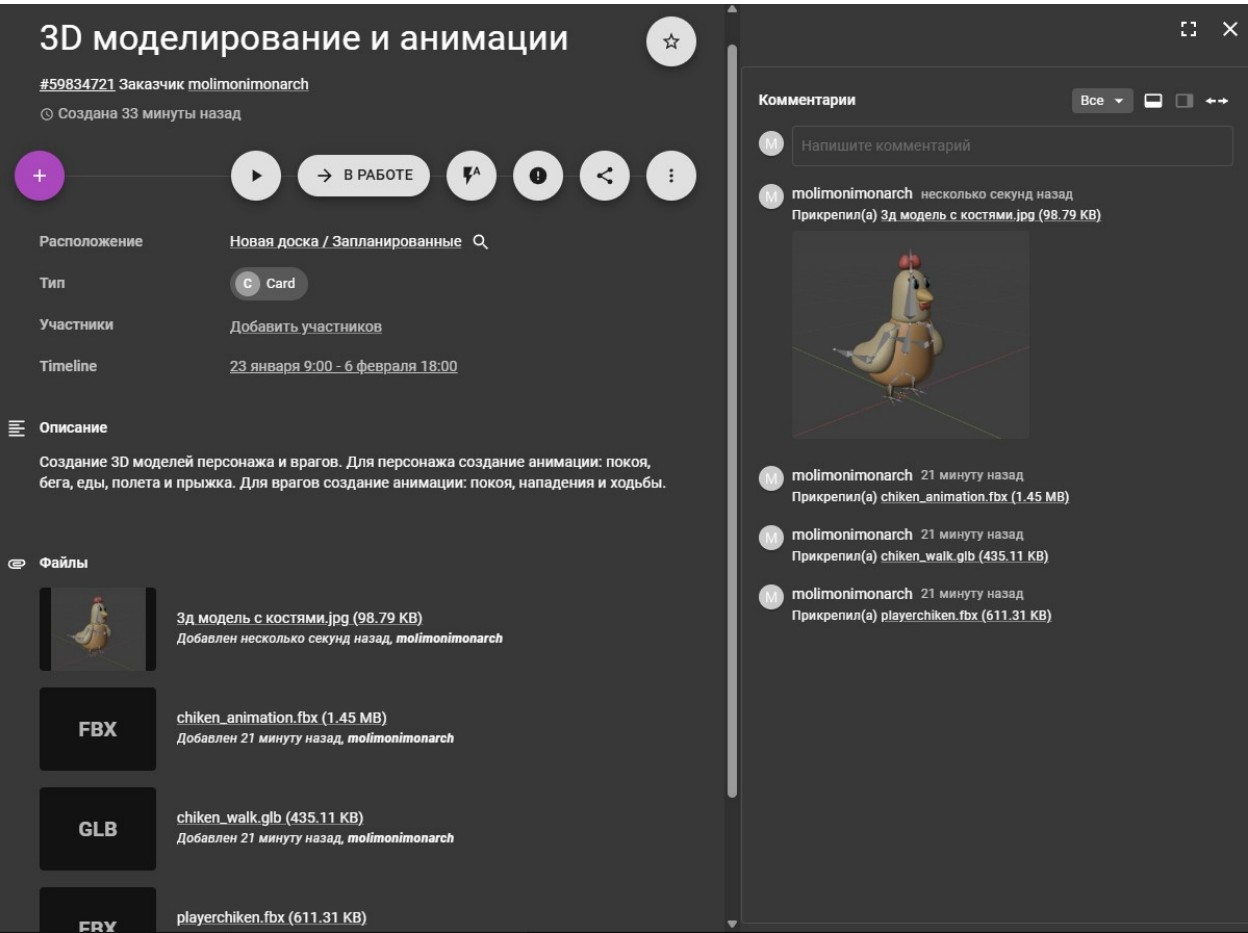 3D моделирование и анимации
#59834721 Заказчик molimonimonarch
Создана 33 минуты назад
В РАБОТЕ
Расположение
Новая доска / Запланированные
Тип
C Card
Участники
Добавить участников
Timeline
23 января 9:00 - 6 февраля 18:00
Описание
Создание 3D моделей персонажа и врагов. Для персонажа создание анимации: покоя,
бега, еды, полета и прыжка. Для врагов создание анимации: покоя, нападения и ходьбы.
Файлы
3д модель с костями.jpg (98.79 KB)
Добавлен несколько секунд назад, molimonimonarch
FBX
chiken_animation.fbx (1.45 MB)
Добавлен 21 минуту назад, molimonimonarch
GLB
chiken_walk.glb (435.11 KB)
Добавлен 21 минуту назад, molimonimonarch
FBX
playerchiken.fbx (611.31 KB)
Комментарии
Все
M
Напишите комментарий
M
molimonimonarch несколько секунд назад
Прикрепил(а) 3д модель с костями.jpg (98.79 KB)
M
molimonimonarch 21 минуту назад
Прикрепил(а) chiken_animation.fbx (1.45 MB)
M
molimonimonarch 21 минуту назад
Прикрепил(а) chiken_walk.glb (435.11 KB)
M
molimonimonarch 21 минуту назад
Прикрепил(а) playerchiken.fbx (611.31 KB)